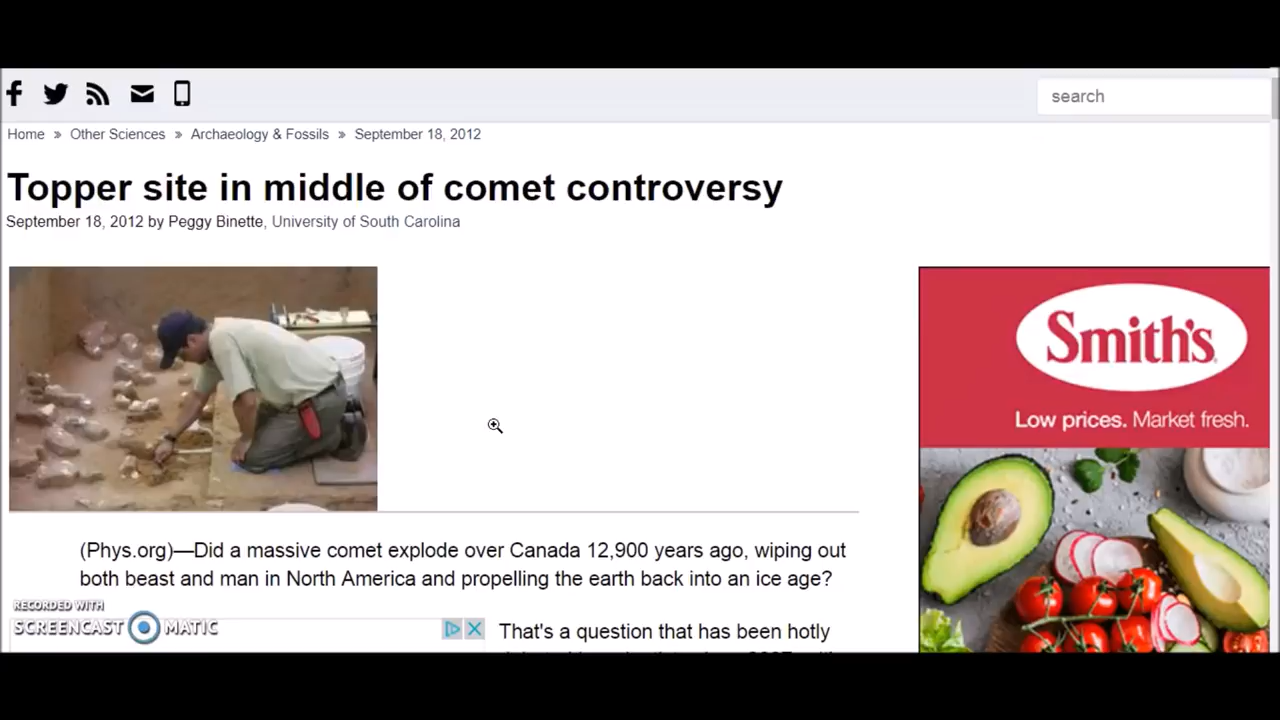 search
Home » Other Sciences » Archaeology & Fossils » September 18, 2012
Topper site in middle of comet controversy
September 18, 2012 by Peggy Binette, University of South Carolina
Smith's
Low prices. Market fresh.
(Phys.org)—Did a massive comet explode over Canada 12,900 years ago, wiping out
both beast and man in North America and propelling the earth back into an ice age?
That's a question that has been hotly
RECORDED WITH
SCREENCAST MATIC